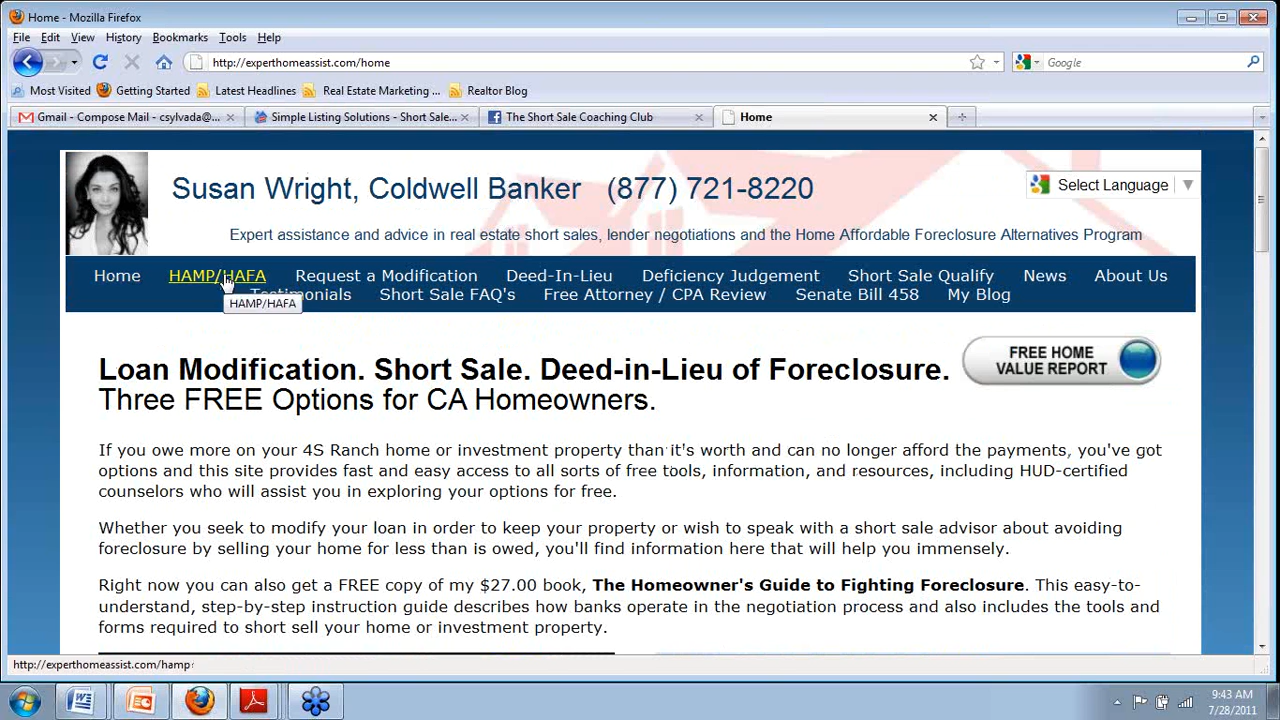 Home - Mozilla Firefox
File Edit View History Bookmarks Tools Help
http://experthomeassist.com/home
Google
Most Visited Getting Started Latest Headlines Real Estate Marketing ... Realtor Blog
Gmail - Compose Mail - csylvada@... Simple Listing Solutions - Short Sale... The Short Sale Coaching Club Home
Susan Wright, Coldwell Banker (877) 721-8220
Select Language
Expert assistance and advice in real estate short sales, lender negotiations and the Home Affordable Foreclosure Alternatives Program
Home HAMP/HAFA Request a Modification Deed-In-Lieu Deficiency Judgement Short Sale Qualify News About Us
Testimonials Short Sale FAQ's Free Attorney / CPA Review Senate Bill 458 My Blog
HAMP/HAFA
Loan Modification. Short Sale. Deed-in-Lieu of Foreclosure.
Three FREE Options for CA Homeowners.
FREE HOME
VALUE REPORT
If you owe more on your 4S Ranch home or investment property than it's worth and can no longer afford the payments, you've got
options and this site provides fast and easy access to all sorts of free tools, information, and resources, including HUD-certified
counselors who will assist you in exploring your options for free.
Whether you seek to modify your loan in order to keep your property or wish to speak with a short sale advisor about avoiding
foreclosure by selling your home for less than is owed, you'll find information here that will help you immensely.
Right now you can also get a FREE copy of my $27.00 book, The Homeowner's Guide to Fighting Foreclosure. This easy-to-
understand, step-by-step instruction guide describes how banks operate in the negotiation process and also includes the tools and
forms required to short sell your home or investment property.
http://experthomeassist.com/hamp
9:43 AM
7/28/2011